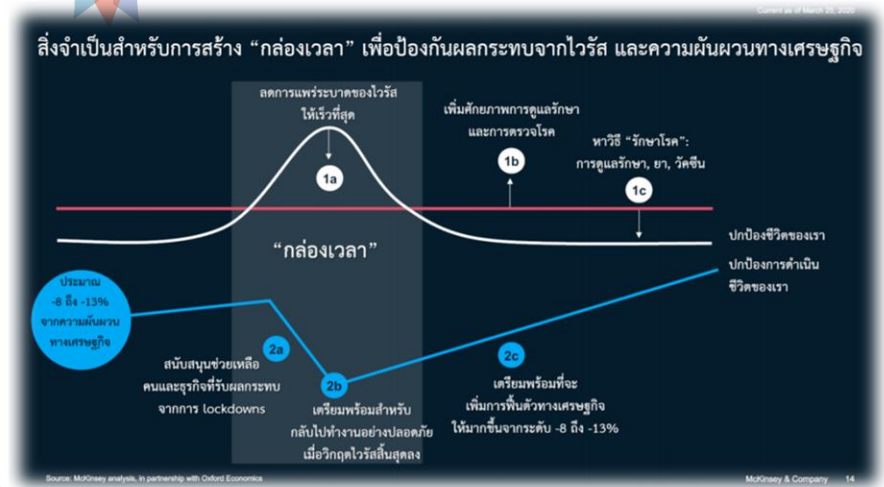 Current as of March 25, 2020
สิ่งจำเป็นสำหรับการสร้าง “กล่องเวลา” เพื่อป้องกันผลกระทบจากไวรัส และความผันผวนทางเศรษฐกิจ
ลดการแพร่ระบาดของไวรัส
ให้เร็วที่สุด
1a
เพิ่มศักยภาพการดูแลรักษา
และการตรวจโรค
1b
หาวิธี “รักษาโรค”:
การดูแลรักษา, ยา, วัคซีน
1c
“กล่องเวลา”
ปกป้องชีวิตของเรา
ปกป้องการดำเนิน
ชีวิตของเรา
ประมาณ
-8 ถึง -13%
จากความผันผวน
ทางเศรษฐกิจ
2a
สนับสนุนช่วยเหลือ
คนและธุรกิจที่รับผลกระทบ
จากการ lockdowns
2b
เตรียมพร้อมสำหรับ
กลับไปทำงานอย่างปลอดภัย
เมื่อวิกฤตไวรัสสิ้นสุดลง
2c
เตรียมพร้อมที่จะ
เพิ่มการฟื้นตัวทางเศรษฐกิจ
ให้มากขึ้นจากระดับ -8 ถึง -13%
Source: McKinsey analysis, in partnership with Oxford Economics
McKinsey & Company 14